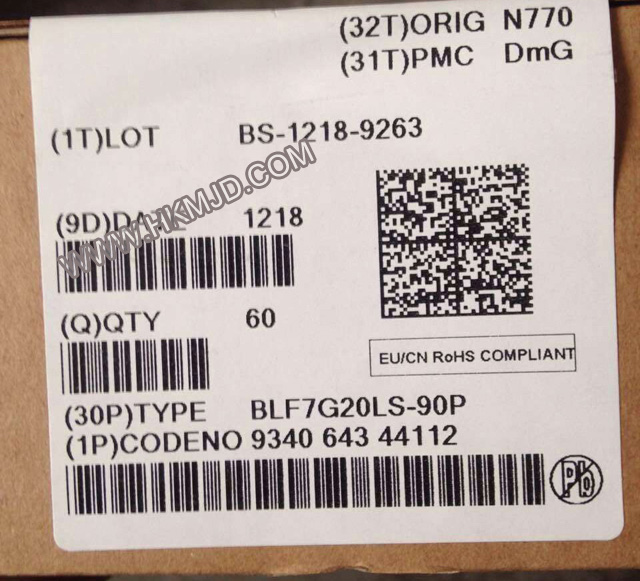 (32T)ORIG N770
(31T)PMC DmG
(1T)LOT BS-1218-9263
WWW.HKMJD.COM
(9D)DATE 1218
(Q)QTY 60
EU/CN RoHS COMPLIANT
(30P)TYPE BLF7G20LS-90P
(1P)CODENO 9340 643 44112
Pb